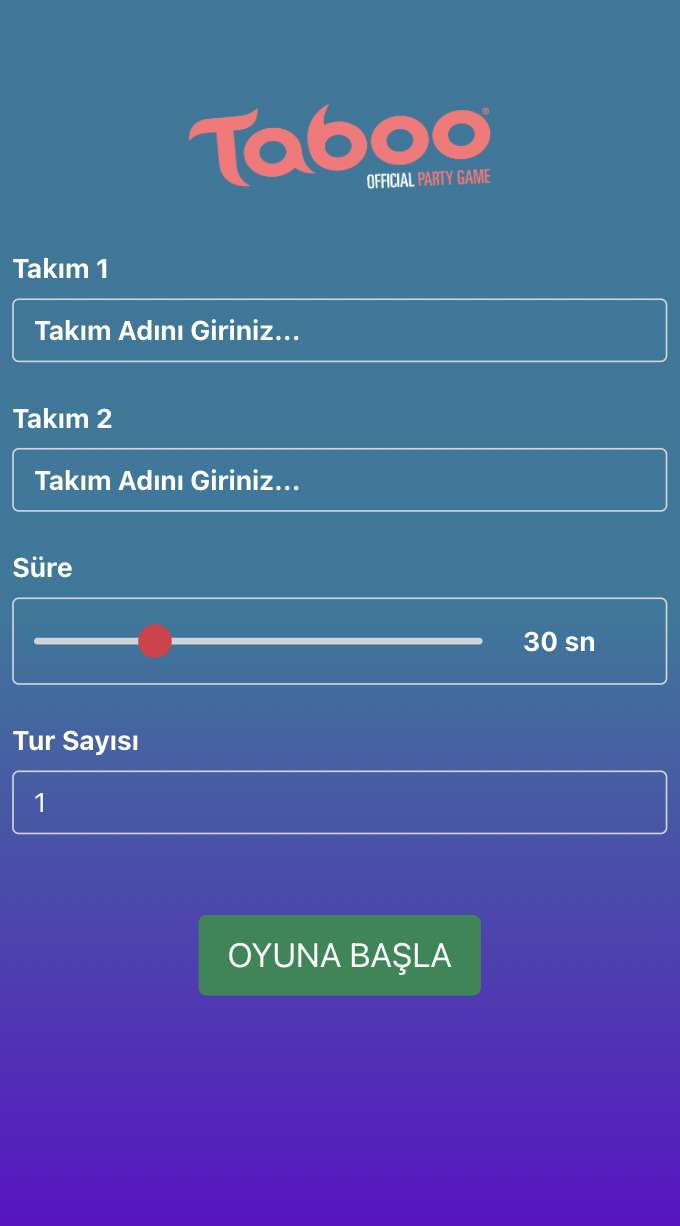 Taboo®
OFFICIAL PARTY GAME
Takım 1
Takım Adını Giriniz...
Takım 2
Takım Adını Giriniz...
Süre
30 sn
Tur Sayısı
1
OYUNA BAŞLA